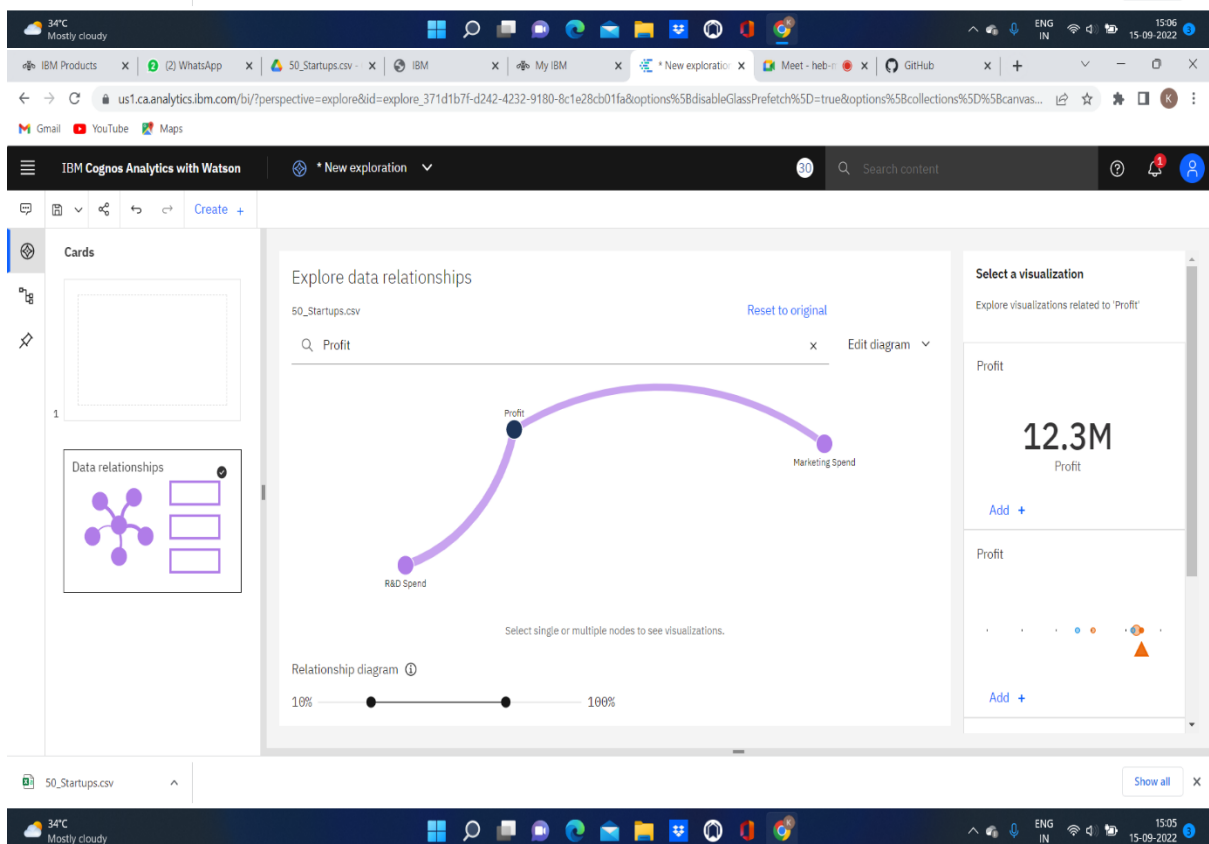 34°C
Mostly cloudy
ENG
IN
15:06
15-09-2022
3
IBM Products
(2) WhatsApp
50_Startups.csv -
IBM
My IBM
* New exploration
Meet - heb-n
GitHub
us1.ca.analytics.ibm.com/bi/?perspective=explore&id=explore_371d1b7f-d242-4232-9180-8c1e28cb01fa&options%5BdisableGlassPrefetch%5D=true&options%5Bcollections%5D%5Bcanvas...
K
Gmail YouTube Maps
IBM Cognos Analytics with Watson
* New exploration
30
Search content
1
Create +
Cards
1
Data relationships
Explore data relationships
50_Startups.csv
Reset to original
Profit
x
Edit diagram
Profit
Marketing Spend
R&D Spend
Select single or multiple nodes to see visualizations.
Relationship diagram
10% 100%
Select a visualization
Explore visualizations related to 'Profit'
Profit
12.3M
Profit
Add +
Profit
Add +
50_Startups.csv
Show all
X
34°C
Mostly cloudy
ENG
IN
15:05
15-09-2022
3